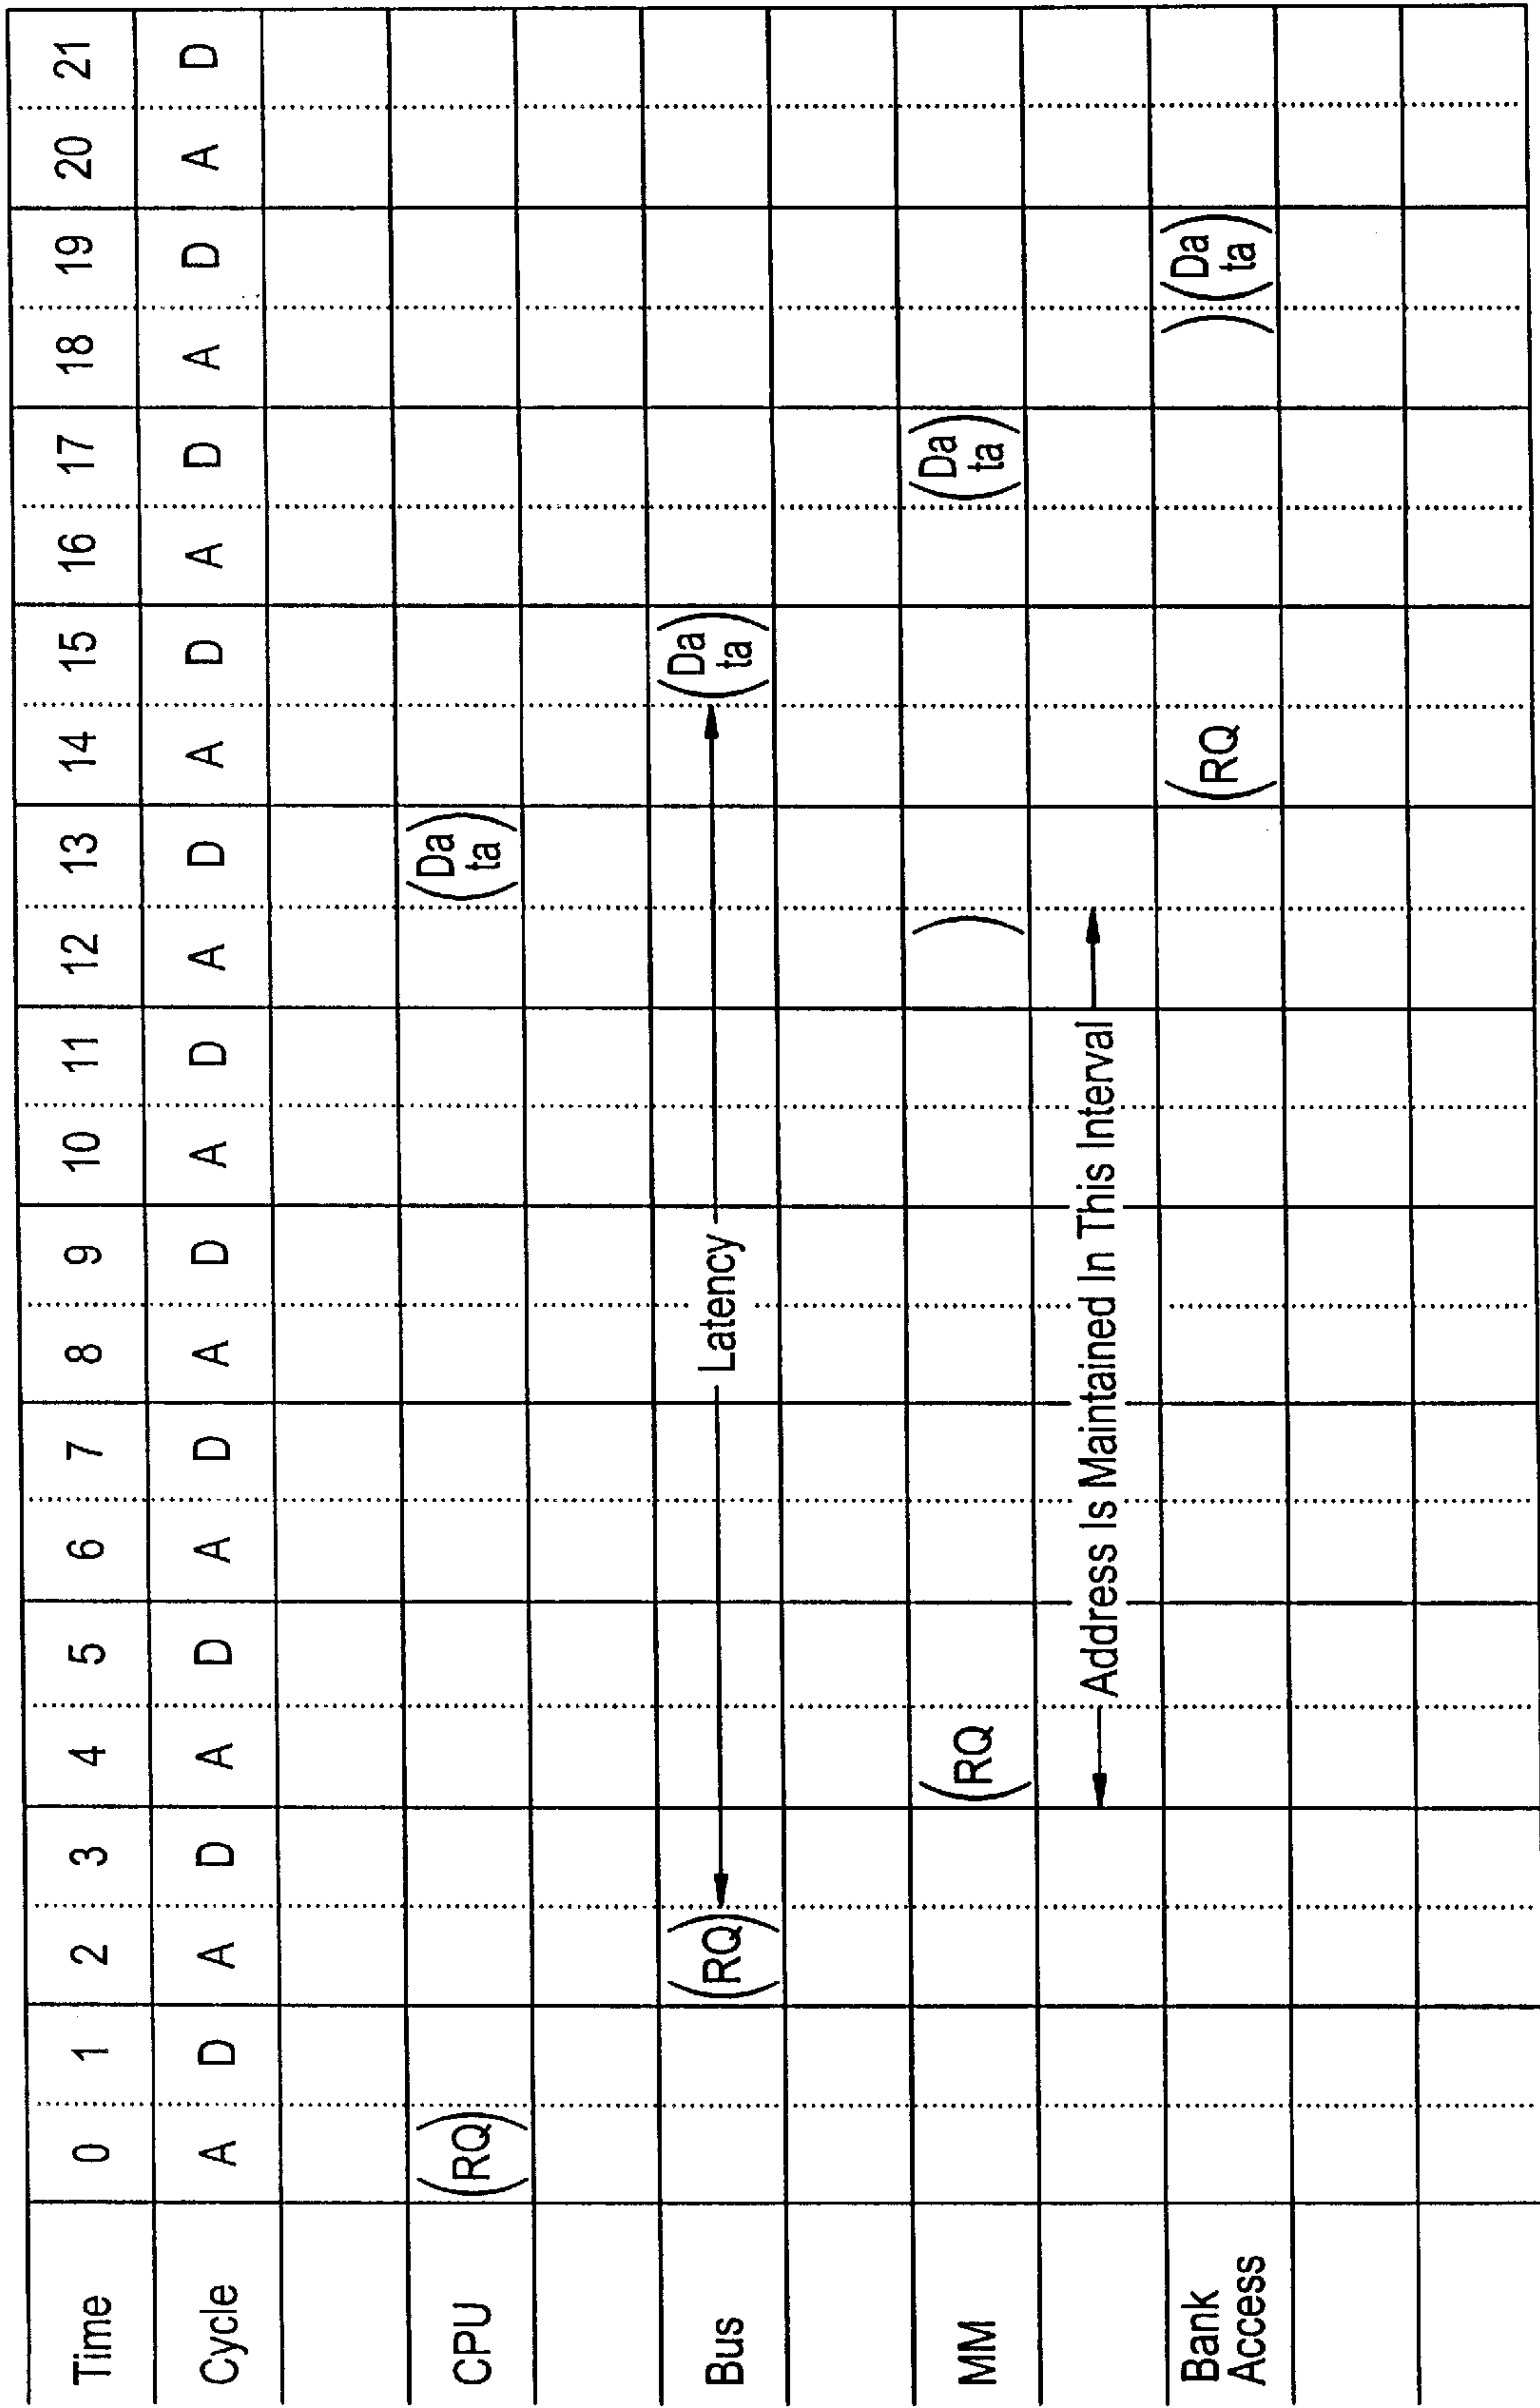 Time 0 1 2 3 4 5 6 7 8 9 10 11 12 13 14 15 16 17 18 19 20 21
Cycle A D A D A D A D A D A D A D A D A D A D A D
CPU (RQ) (Da
ta)
Bus (RQ) Latency (Da
ta)
MM (RQ ) (Da
ta)
Address Is Maintained In This Interval
Bank
Access (RQ ) (Da
ta)